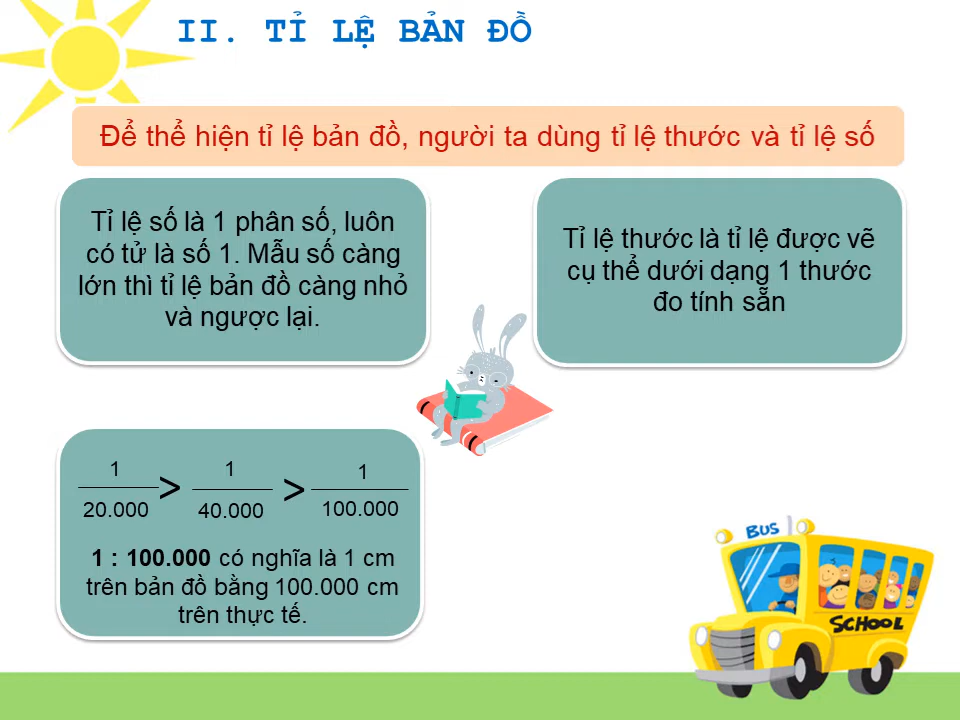 II. TỈ LỆ BẢN ĐỒ
Để thể hiện tỉ lệ bản đồ, người ta dùng tỉ lệ thước và tỉ lệ số
Tỉ lệ số là 1 phân số, luôn
có tử là số 1. Mẫu số càng
lớn thì tỉ lệ bản đồ càng nhỏ
và ngược lại.
Tỉ lệ thước là tỉ lệ được vẽ
cụ thể dưới dạng 1 thước
đo tính sẵn
1 > 1 > 1
20.000 40.000 100.000
1 : 100.000 có nghĩa là 1 cm
trên bản đồ bằng 100.000 cm
trên thực tế.
BUS
SCHOOL